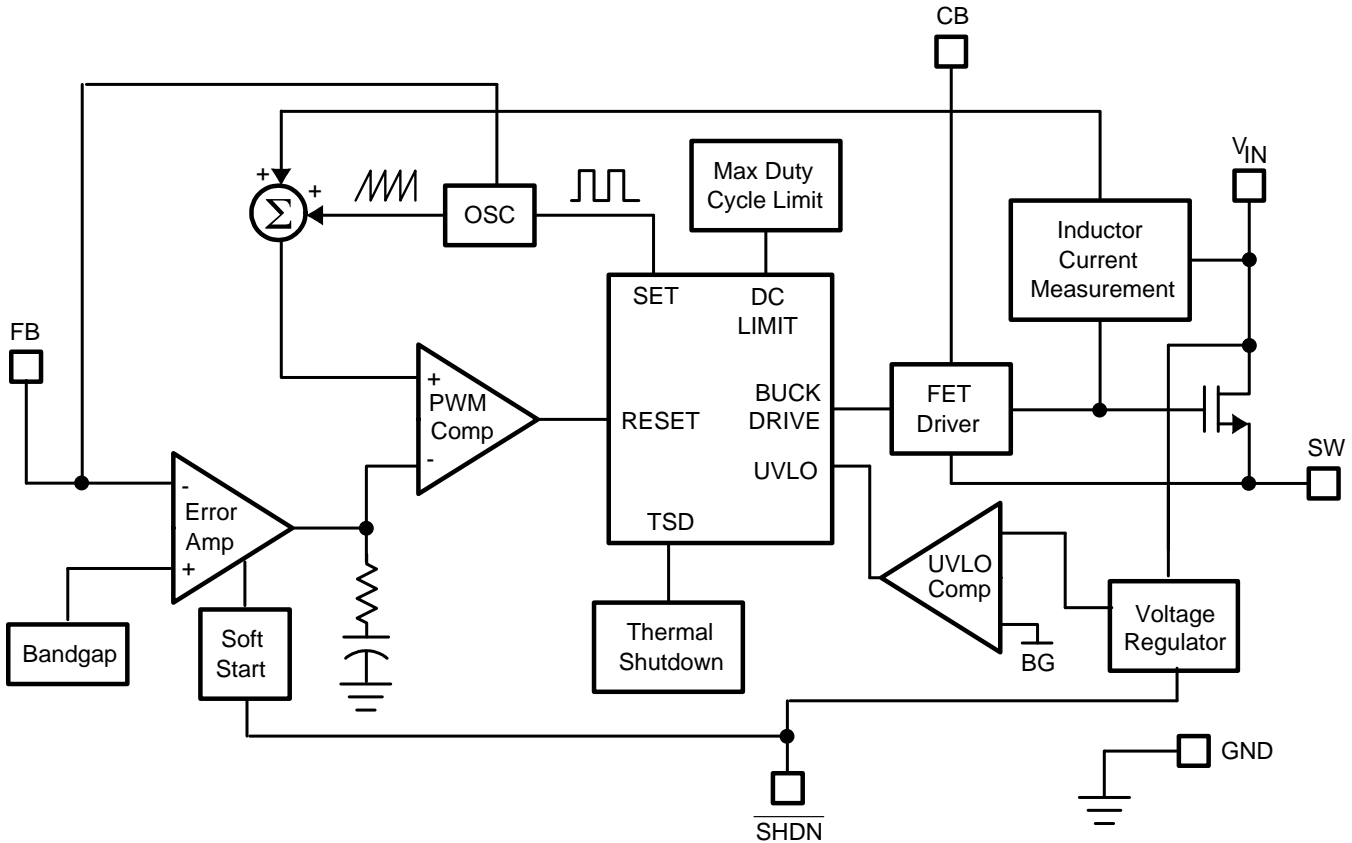 CB
V_IN
Max Duty
Cycle Limit
+
+
Σ
OSC
Inductor
Current
Measurement
SET
DC
LIMIT
FB
+
PWM
Comp
-
RESET
BUCK
DRIVE
FET
Driver
UVLO
SW
-
Error
Amp
+
TSD
UVLO
Comp
BG
Voltage
Regulator
Bandgap
Soft
Start
Thermal
Shutdown
GND
SHDN